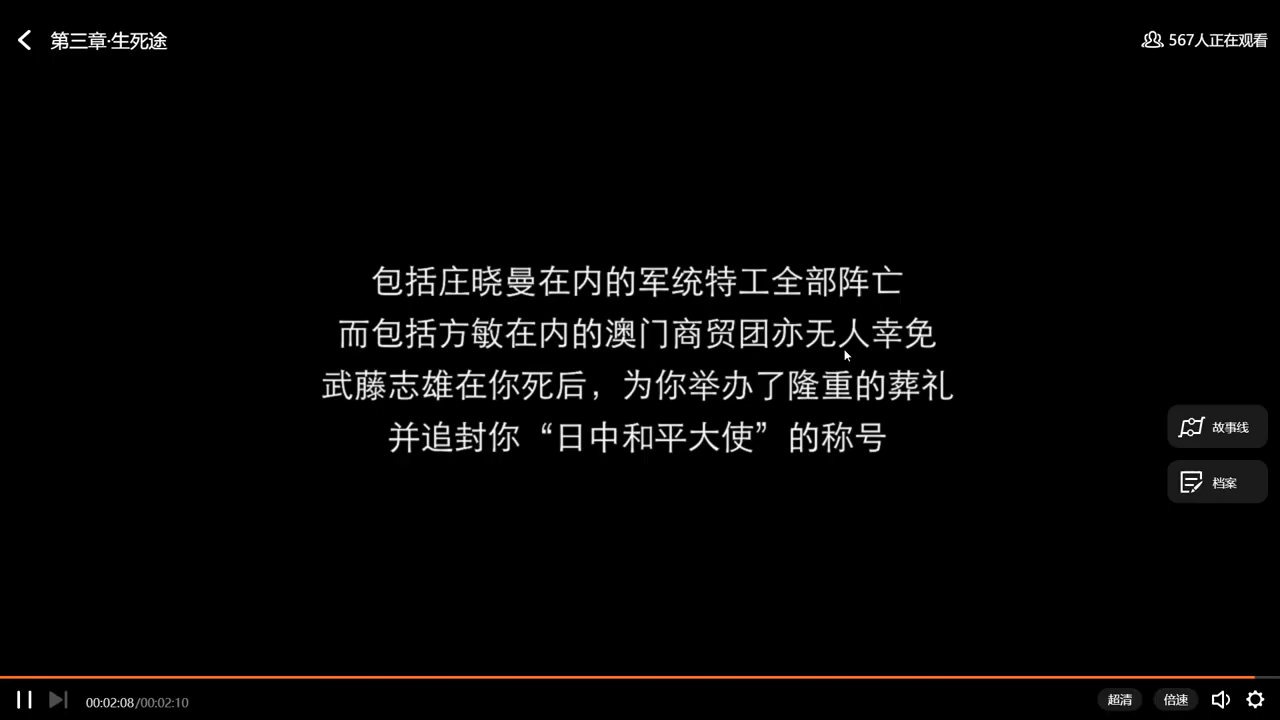 第三章·生死途
567人正在观看
包括庄晓曼在内的军统特工全部阵亡
而包括方敏在内的澳门商贸团亦无人幸免
武藤志雄在你死后，为你举办了隆重的葬礼
并追封你“日中和平大使”的称号
故事线
档案
00:02:08/00:02:10
超清
倍速